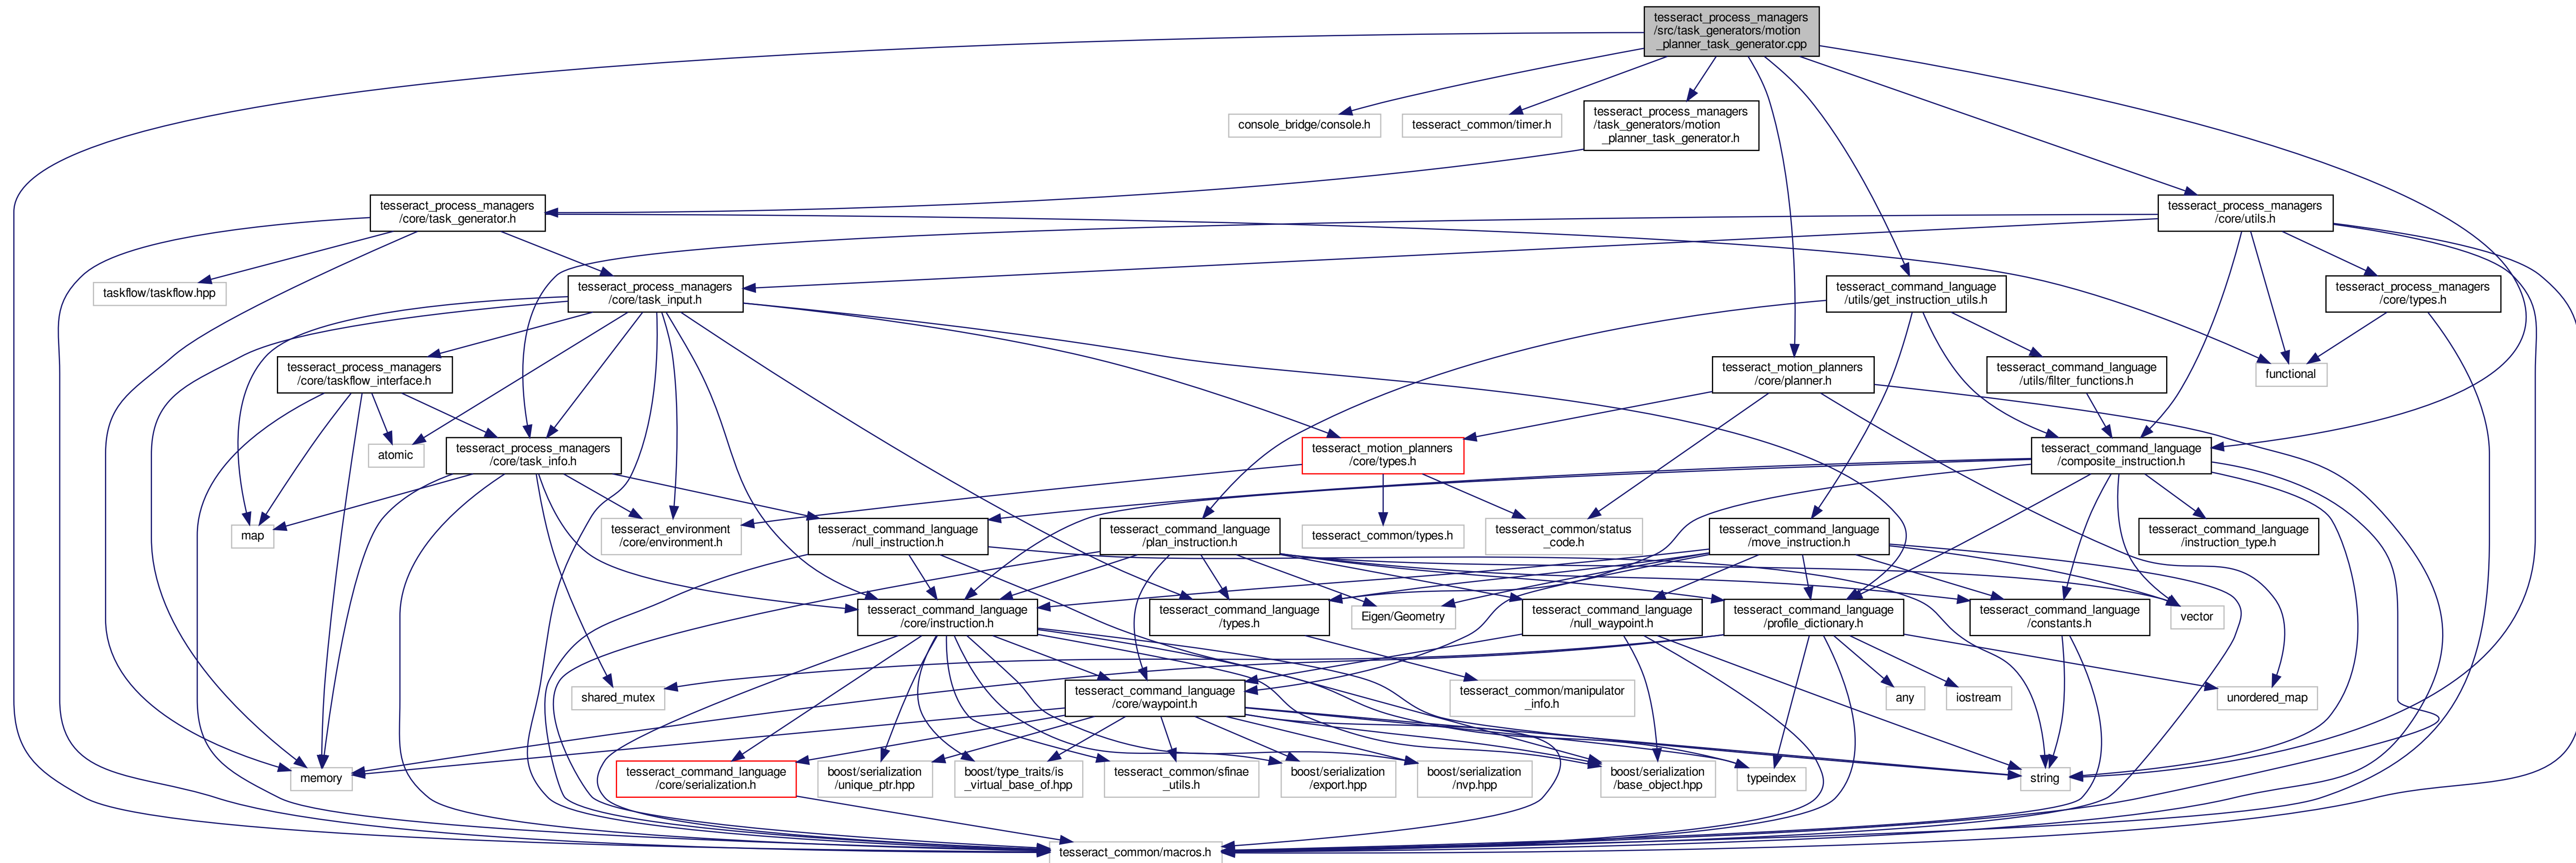 tesseract_process_managers
/src/task_generators/motion
_planner_task_generator.cpp
console_bridge/console.h
tesseract_common/timer.h
tesseract_process_managers
/task_generators/motion
_planner_task_generator.h
tesseract_process_managers
/core/task_generator.h
tesseract_process_managers
/core/utils.h
taskflow/taskflow.hpp
tesseract_process_managers
/core/task_input.h
tesseract_command_language
/utils/get_instruction_utils.h
tesseract_process_managers
/core/types.h
tesseract_process_managers
/core/taskflow_interface.h
tesseract_motion_planners
/core/planner.h
tesseract_command_language
/utils/filter_functions.h
functional
atomic
tesseract_process_managers
/core/task_info.h
tesseract_motion_planners
/core/types.h
tesseract_command_language
/composite_instruction.h
map
tesseract_environment
/core/environment.h
tesseract_command_language
/null_instruction.h
tesseract_command_language
/plan_instruction.h
tesseract_common/types.h
tesseract_common/status
_code.h
tesseract_command_language
/move_instruction.h
tesseract_command_language
/instruction_type.h
tesseract_command_language
/core/instruction.h
tesseract_command_language
/types.h
Eigen/Geometry
tesseract_command_language
/null_waypoint.h
tesseract_command_language
/profile_dictionary.h
tesseract_command_language
/constants.h
vector
shared_mutex
tesseract_command_language
/core/waypoint.h
tesseract_common/manipulator
_info.h
any
iostream
unordered_map
memory
tesseract_command_language
/core/serialization.h
boost/serialization
/unique_ptr.hpp
boost/type_traits/is
_virtual_base_of.hpp
tesseract_common/sfinae
_utils.h
boost/serialization
/export.hpp
boost/serialization
/nvp.hpp
boost/serialization
/base_object.hpp
typeindex
string
tesseract_common/macros.h